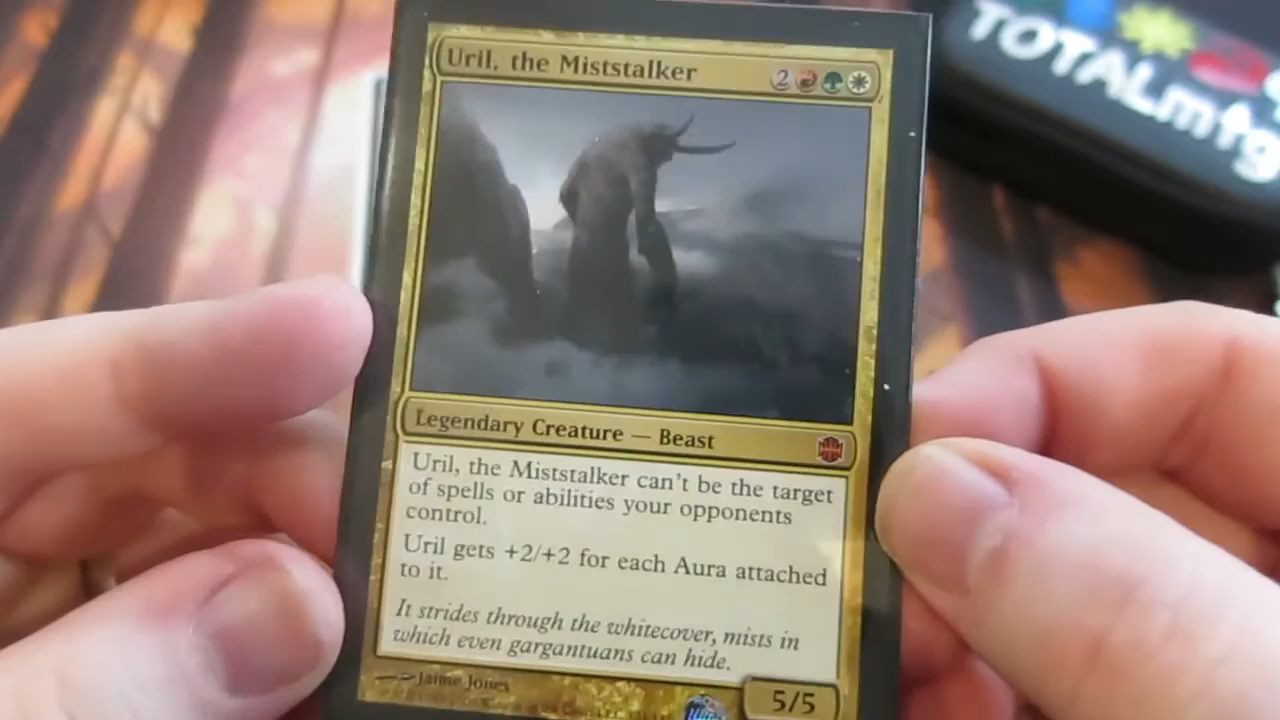 TOTALmtg
Uril, the Miststalker
2
Legendary Creature — Beast
Uril, the Miststalker can't be the target
of spells or abilities your opponents
control.
Uril gets +2/+2 for each Aura attached
to it.
It strides through the whitecover, mists in
which even gargantuans can hide.
Jaime Jones
5/5